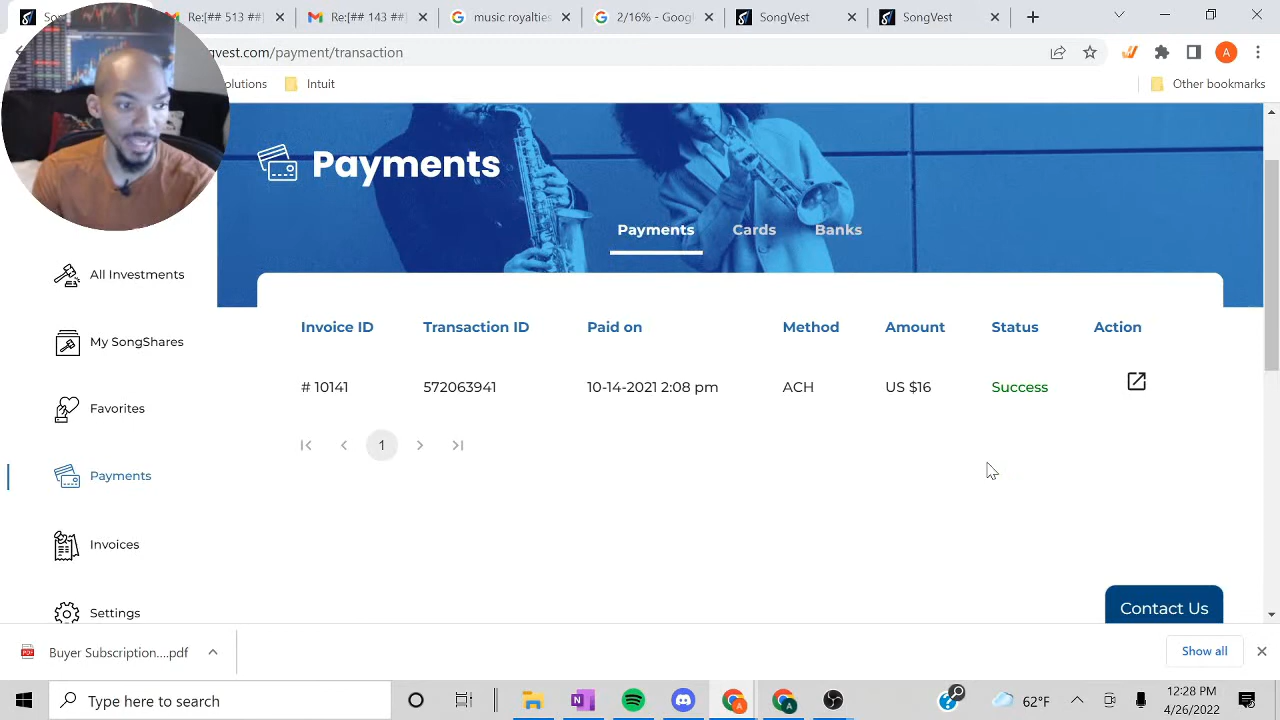 Re:[## 513 ##]
Re:[## 143 ##]
2/16% - Googl
SongVest
vest.com/payment/transaction
olutions
Intuit
Other bookmarks
Payments
Payments Cards Banks
All Investments
My SongShares
Favorites
Payments
Invoices
Settings
Invoice ID Transaction ID Paid on Method Amount Status Action
# 10141 572063941 10-14-2021 2:08 pm ACH US $16 Success
1
Contact Us
Buyer Subscription....pdf
Show all
Type here to search
62°F
12:28 PM
4/26/2022